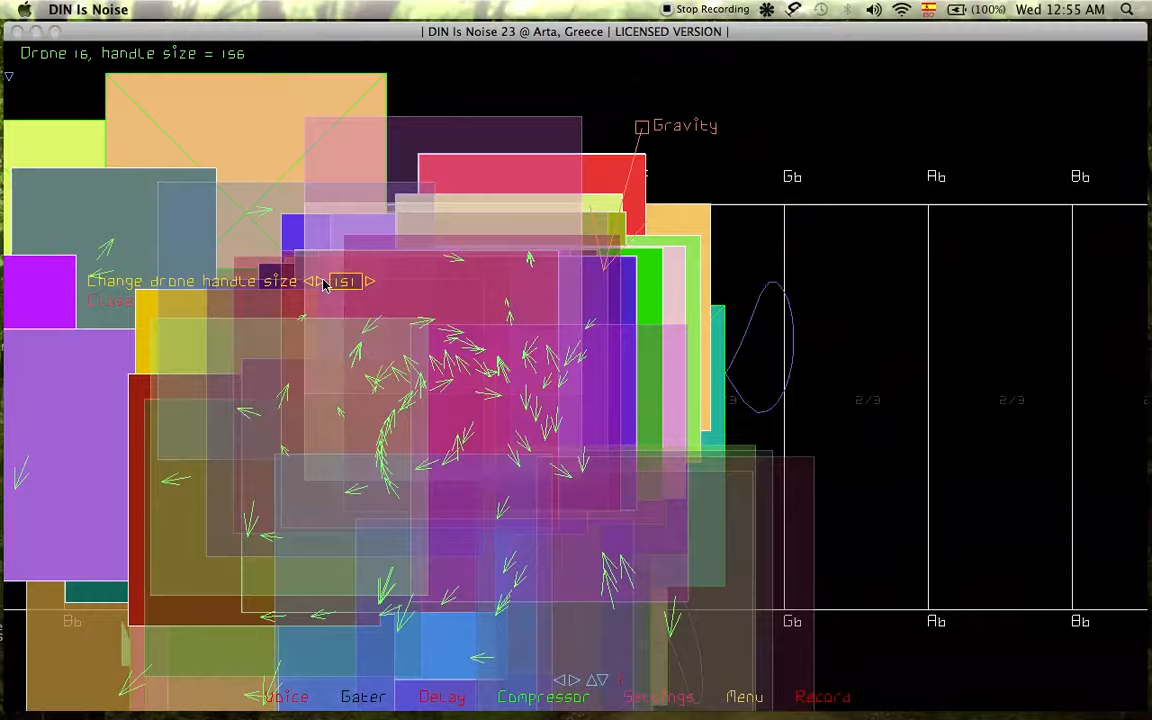 DIN Is Noise
Stop Recording
(100%)
Wed 12:55 AM
| DIN Is Noise 23 @ Arta, Greece | LICENSED VERSION |
Drone 16, handle size = 156
Gravity
Gb
Ab
Bb
Change drone handle size
151
Close
2/3
2/3
Bb
Gb
Ab
Bb
Voice
Gater
Delay
Compressor
Settings
Menu
Record